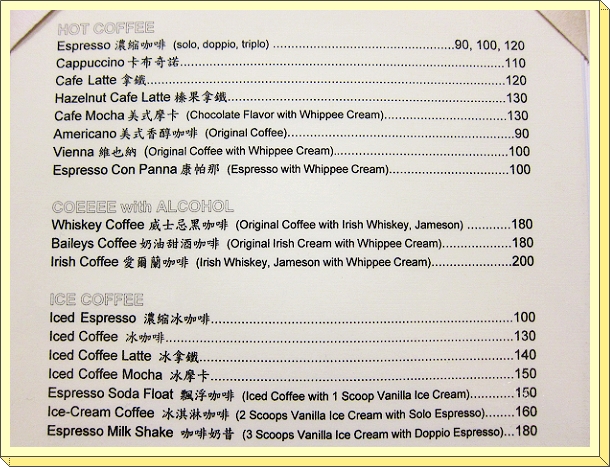 HOT COFFEE
Espresso 濃縮咖啡 (solo, doppio, triplo) ................................................90, 100, 120
Cappuccino 卡布奇諾....................................................................................110
Cafe Latte 拿鐵..............................................................................................120
Hazelnut Cafe Latte 榛果拿鐵......................................................................130
Cafe Mocha 美式摩卡 (Chocolate Flavor with Whippee Cream)................................130
Americano 美式香醇咖啡 (Original Coffee)..........................................................90
Vienna 維也納 (Original Coffee with Whippee Cream)............................................100
Espresso Con Panna 康帕那 (Espresso with Whippee Cream)................................100
COEEEE with ALCOHOL
Whiskey Coffee 威士忌黑咖啡 (Original Coffee with Irish Whiskey, Jameson) ............180
Baileys Coffee 奶油甜酒咖啡 (Original Irish Cream with Whippee Cream)................180
Irish Coffee 愛爾蘭咖啡 (Irish Whiskey, Jameson with Whippee Cream)....................200
ICE COFFEE
Iced Espresso 濃縮冰咖啡............................................................................100
Iced Coffee 冰咖啡........................................................................................130
Iced Coffee Latte 冰拿鐵................................................................................140
Iced Coffee Mocha 冰摩卡..............................................................................150
Espresso Soda Float 飄浮咖啡 (Iced Coffee with 1 Scoop Vanilla Ice Cream)............150
Ice-Cream Coffee 冰淇淋咖啡 (2 Scoops Vanilla Ice Cream with Solo Espresso)........160
Espresso Milk Shake 咖啡奶昔 (3 Scoops Vanilla Ice Cream with Doppio Espresso)...180